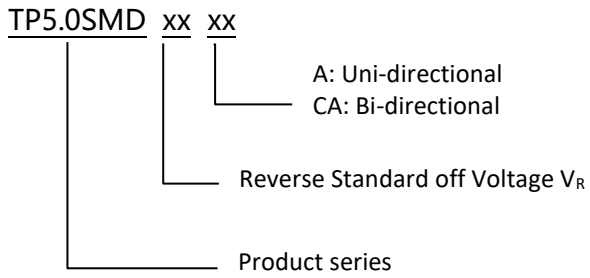 TP5.0SMD xx xx
A: Uni-directional
CA: Bi-directional
Reverse Standard off Voltage VR
Product series